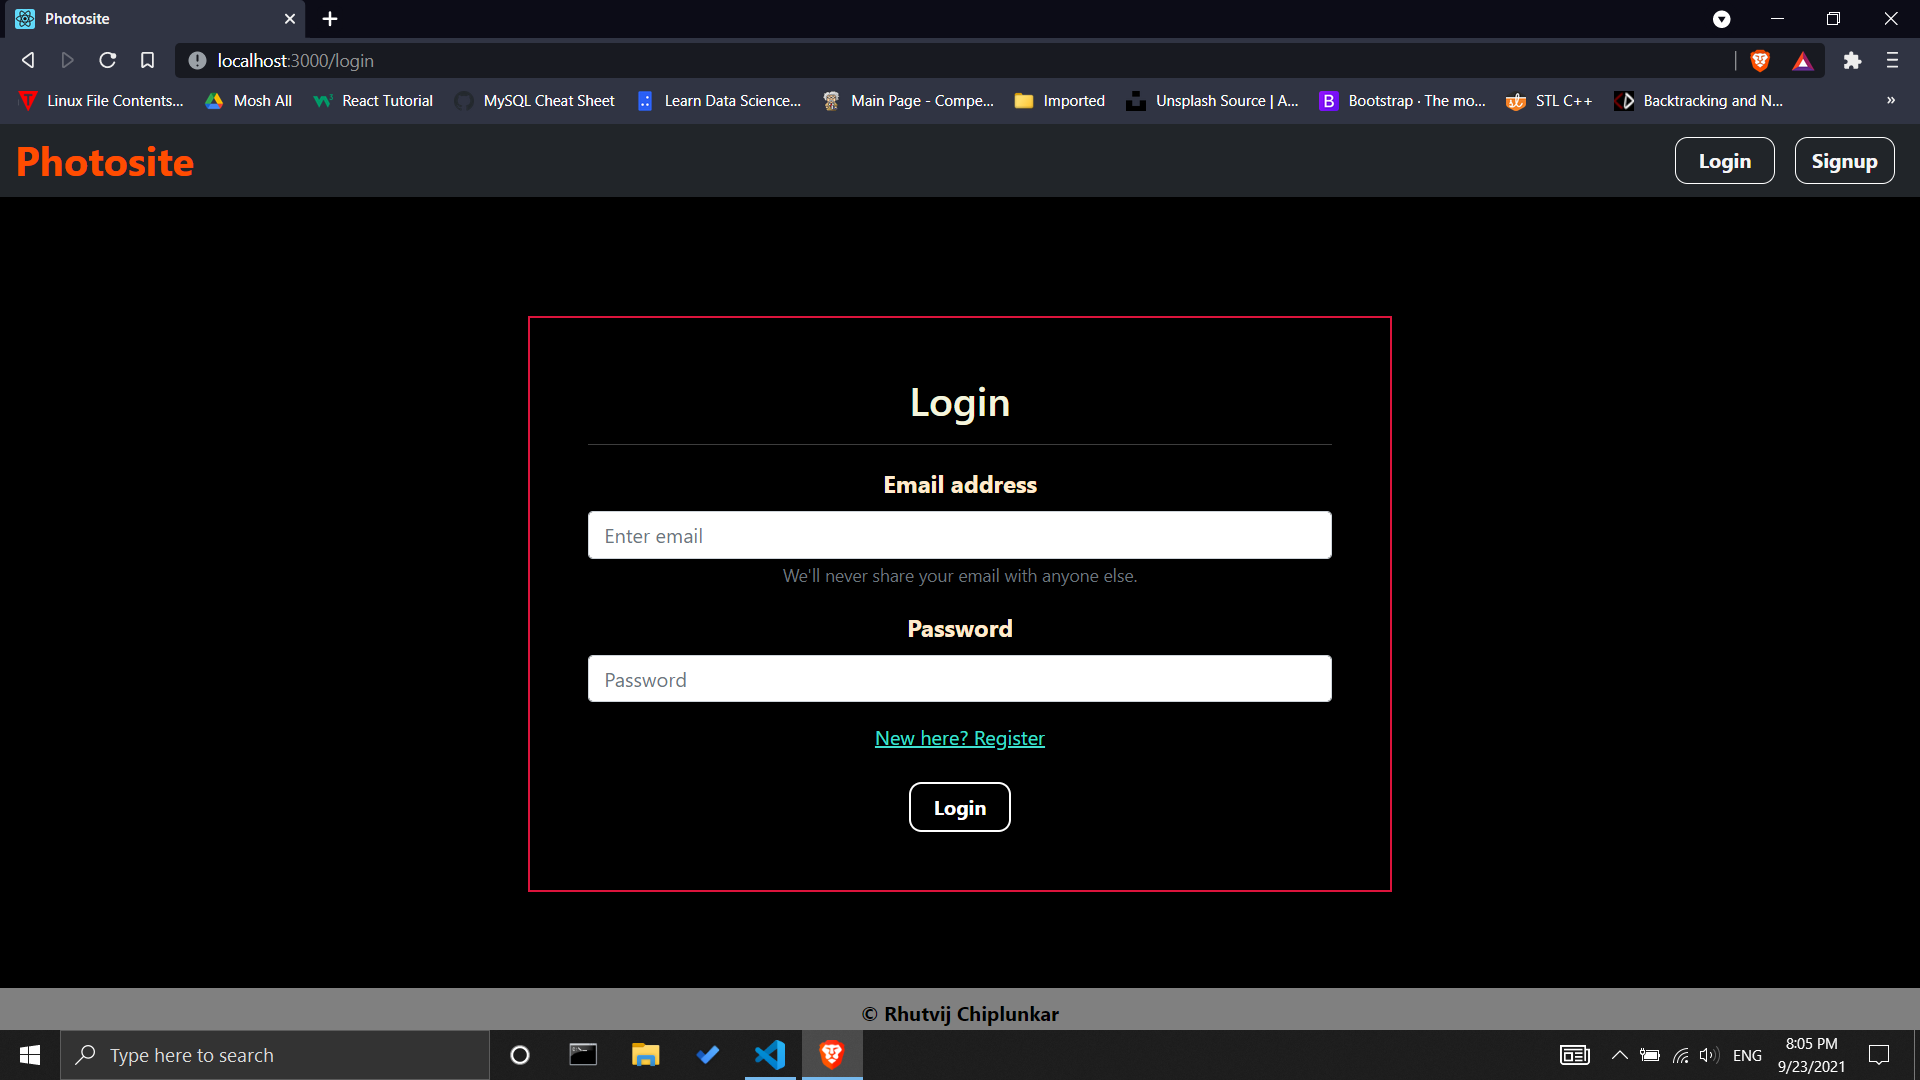 Photosite
localhost:3000/login
Linux File Contents... Mosh All React Tutorial MySQL Cheat Sheet Learn Data Science... Main Page - Compe... Imported Unsplash Source | A... Bootstrap · The mo... STL C++ Backtracking and N... »
Photosite Login Signup
Login
Email address
Enter email
We'll never share your email with anyone else.
Password
Password
New here? Register
Login
© Rhutvij Chiplunkar
Type here to search
ENG
8:05 PM
9/23/2021